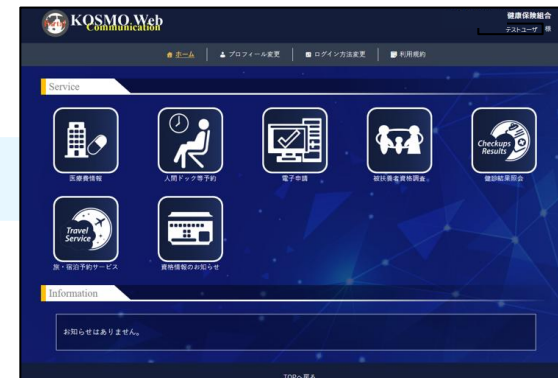 KOSMO Web
Communication
健康保険組合
テストユーザ 様
ホーム
プロフィール変更
ログイン方法変更
利用規約
Service
医療費情報
人間ドック等予約
電子申請
被扶養者資格調査。
Checkups
Results
健診結果照会
Travel
Service
旅・宿泊予約サービス
資格情報のお知らせ
Information
お知らせはありません。
TOPへ戻る